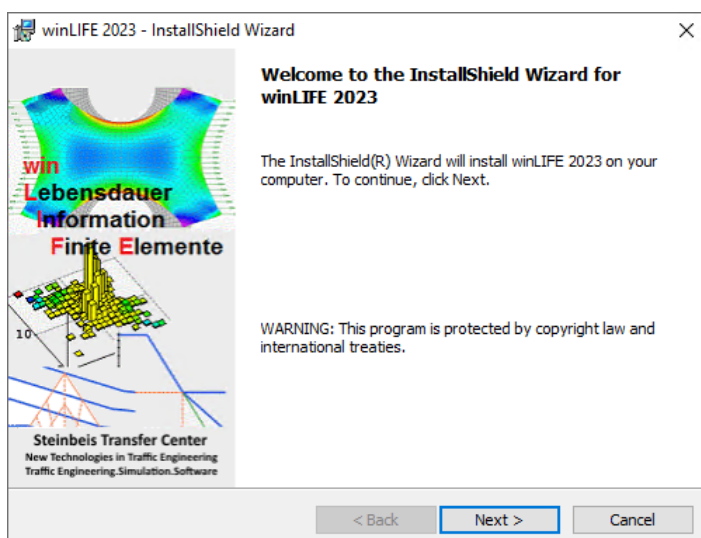 winLIFE 2023 - InstallShield Wizard
Welcome to the InstallShield Wizard for
winLIFE 2023
The InstallShield(R) Wizard will install winLIFE 2023 on your
computer. To continue, click Next.
WARNING: This program is protected by copyright law and
international treaties.
win
Lebensdauer
Information
Finite Elemente
10
Steinbeis Transfer Center
New Technologies in Traffic Engineering
Traffic Engineering.Simulation.Software
< Back
Next >
Cancel